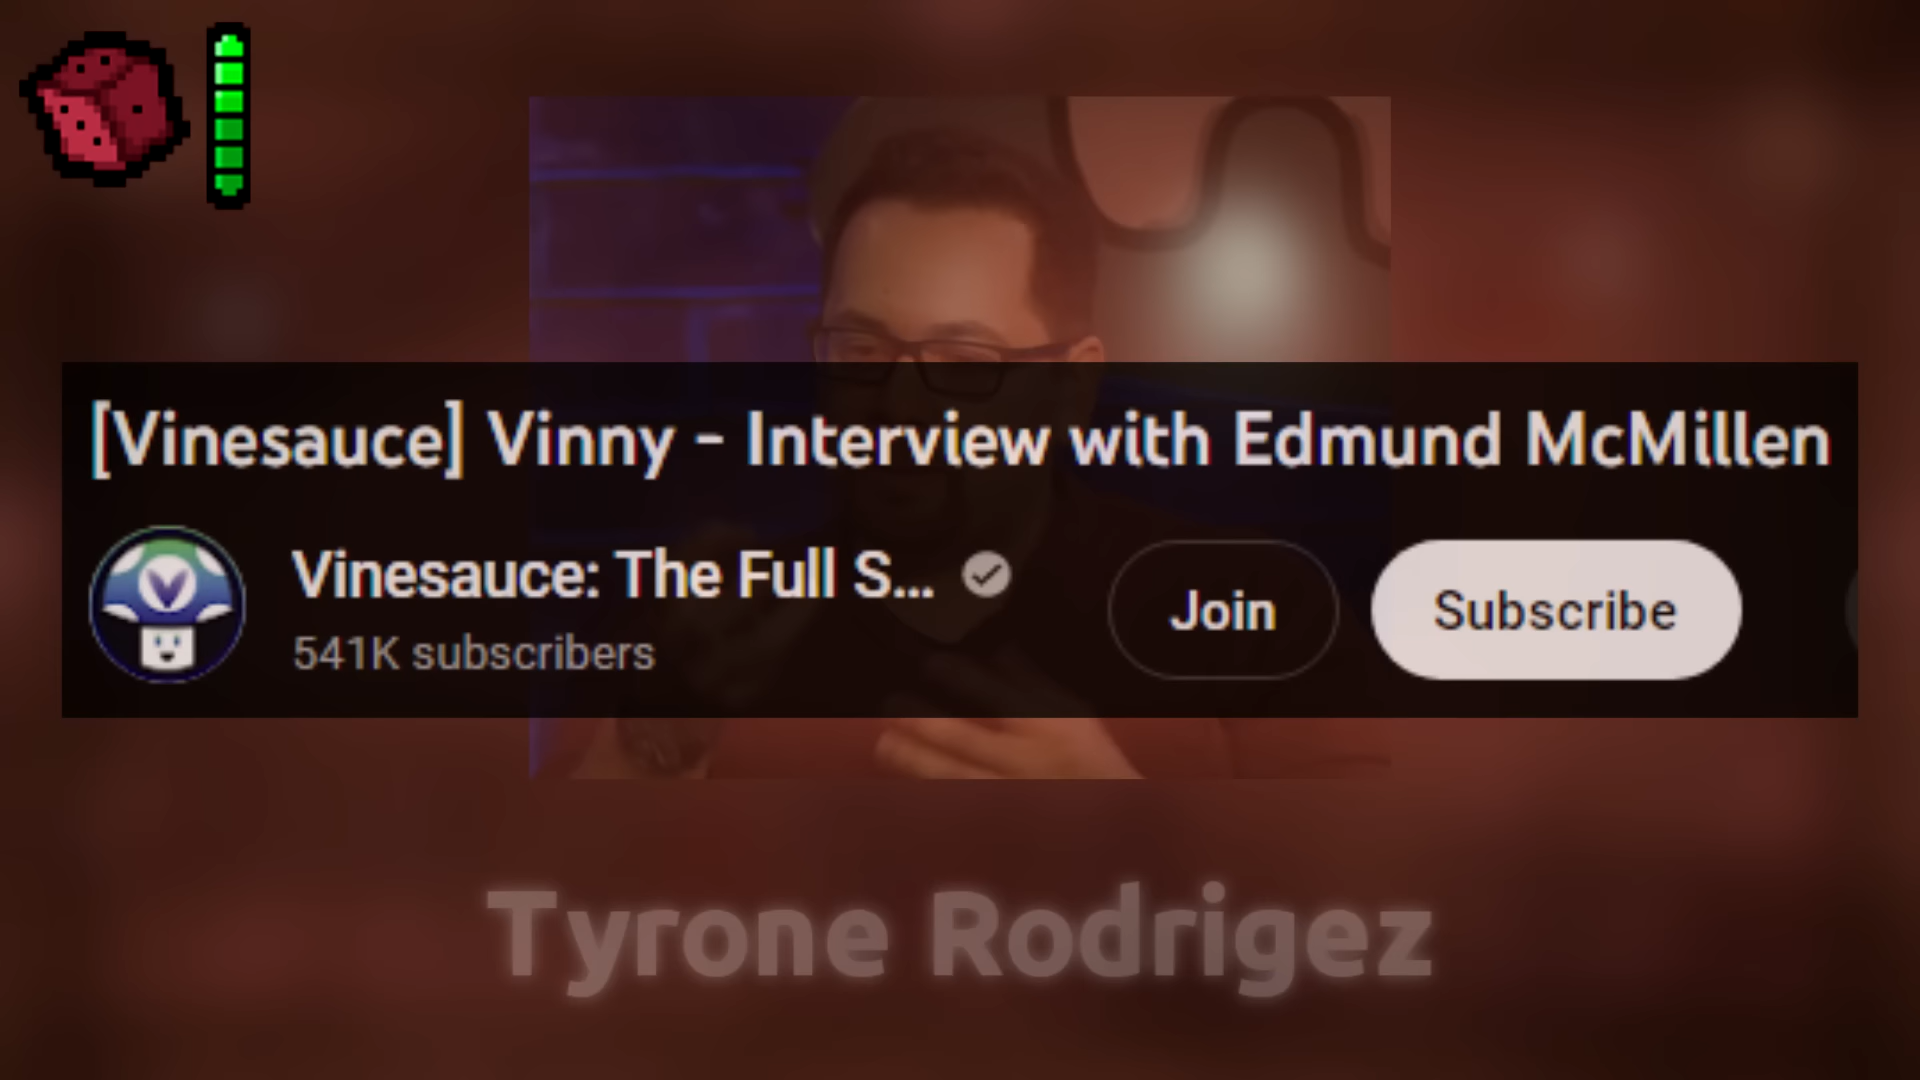 [Vinesauce] Vinny - Interview with Edmund McMillen
Vinesauce: The Full S...
541K subscribers
Join
Subscribe
Tyrone Rodrigez